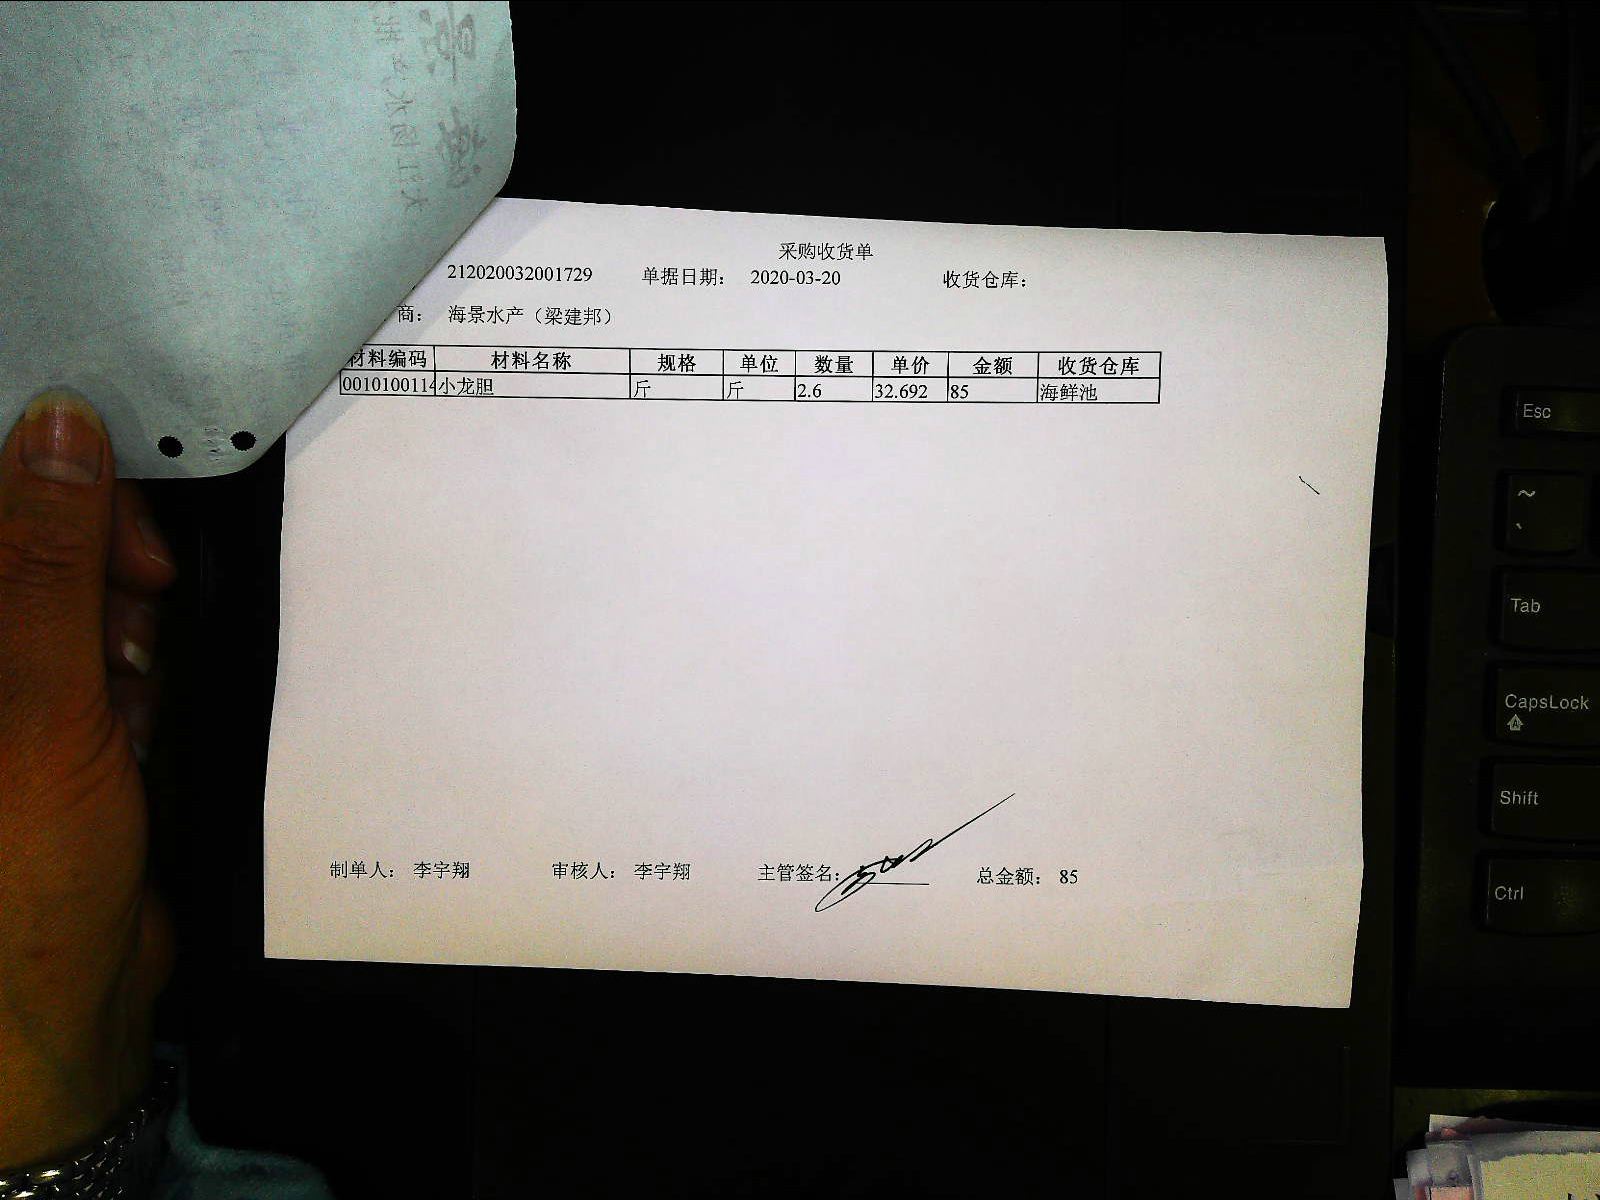 采购收货单
212020032001729 单据日期： 2020-03-20 收货仓库：
商： 海景水产（梁建邦）
材料编码 材料名称 规格 单位 数量 单价 金额 收货仓库
0010100114 小龙胆 斤 斤 2.6 32.692 85 海鲜池
制单人： 李宇翔 审核人： 李宇翔 主管签名： 总金额： 85
Esc
~
`
Tab
CapsLock
A
Shift
Ctrl